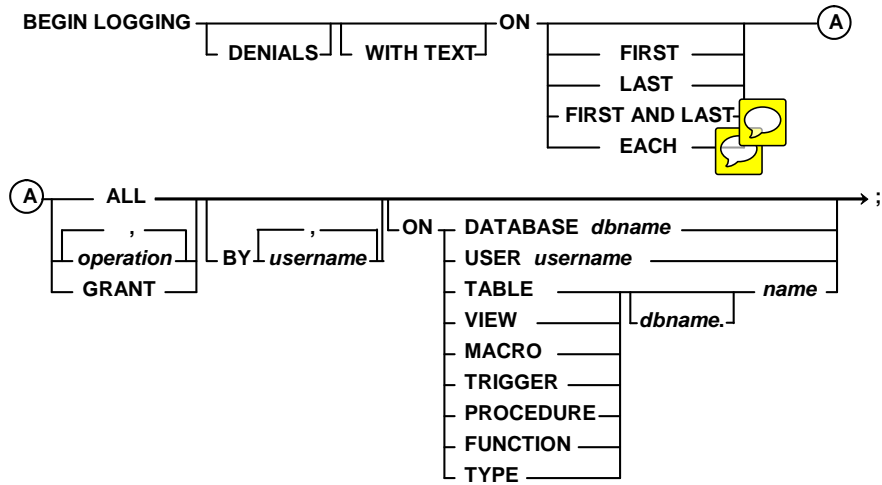 BEGIN LOGGING ON A
DENIALS WITH TEXT FIRST
LAST
FIRST AND LAST
EACH
A ALL ;
, , ON DATABASE dbname
operation BY username USER username
GRANT TABLE name
VIEW dbname.
MACRO
TRIGGER
PROCEDURE
FUNCTION
TYPE